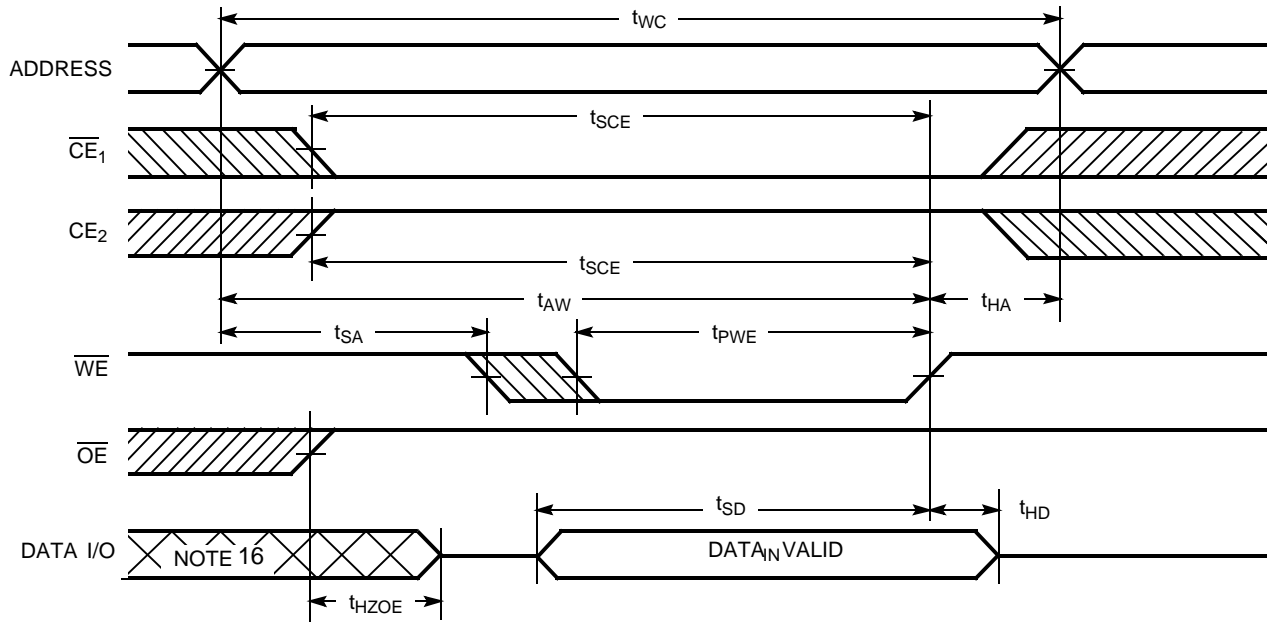 tWC
ADDRESS
tSCE
CE1
CE2
tSCE
tAW
tHA
tSA
tPWE
WE
OE
tSD
tHD
DATA I/O
NOTE 16
DATAIN VALID
tHZOE